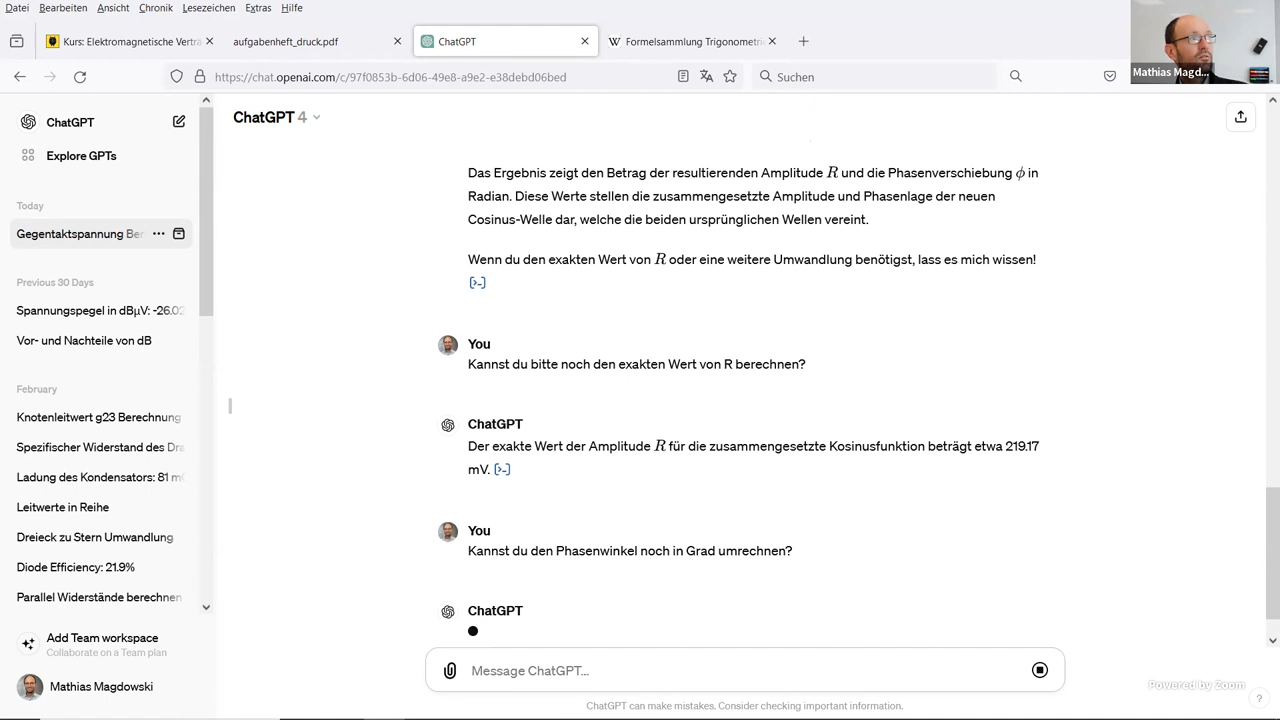 Datei Bearbeiten Ansicht Chronik Lesezeichen Extras Hilfe
Kurs: Elektromagnetische Verträ
aufgabenheft_druck.pdf
ChatGPT
Formelsammlung Trigonometri
https://chat.openai.com/c/97f0853b-6d06-49e8-a9e2-e380ebd06
Suchen
Mathias Magd...
ChatGPT
Explore GPTs
Today
Gegentaktspannung Ber
Previous 30 Days
Spannungspegel in dBµV: -26.02
Vor- und Nachteile von dB
February
Knotenleitwert g23 Berechnung
Spezifischer Widerstand des Dra
Ladung des Kondensators: 81 m
Leitwerte in Reihe
Dreieck zu Stern Umwandlung
Diode Efficiency: 21.9%
Parallel Widerstände berechnen
Add Team workspace
Collaborate on a Team plan
Mathias Magdowski
ChatGPT 4
Das Ergebnis zeigt den Betrag der resultierenden Amplitude R und die Phasenverschiebung ϕ in
Radian. Diese Werte stellen die zusammengesetzte Amplitude und Phasenlage der neuen
Cosinus-Welle dar, welche die beiden ursprünglichen Wellen vereint.
Wenn du den exakten Wert von R oder eine weitere Umwandlung benötigst, lass es mich wissen!
[>-]
You
Kannst du bitte noch den exakten Wert von R berechnen?
ChatGPT
Der exakte Wert der Amplitude R für die zusammengesetzte Kosinusfunktion beträgt etwa 219.17
mV. [>-]
You
Kannst du den Phasenwinkel noch in Grad umrechnen?
ChatGPT
Message ChatGPT...
ChatGPT can make mistakes. Consider checking important information.
Powered by Zoom
?